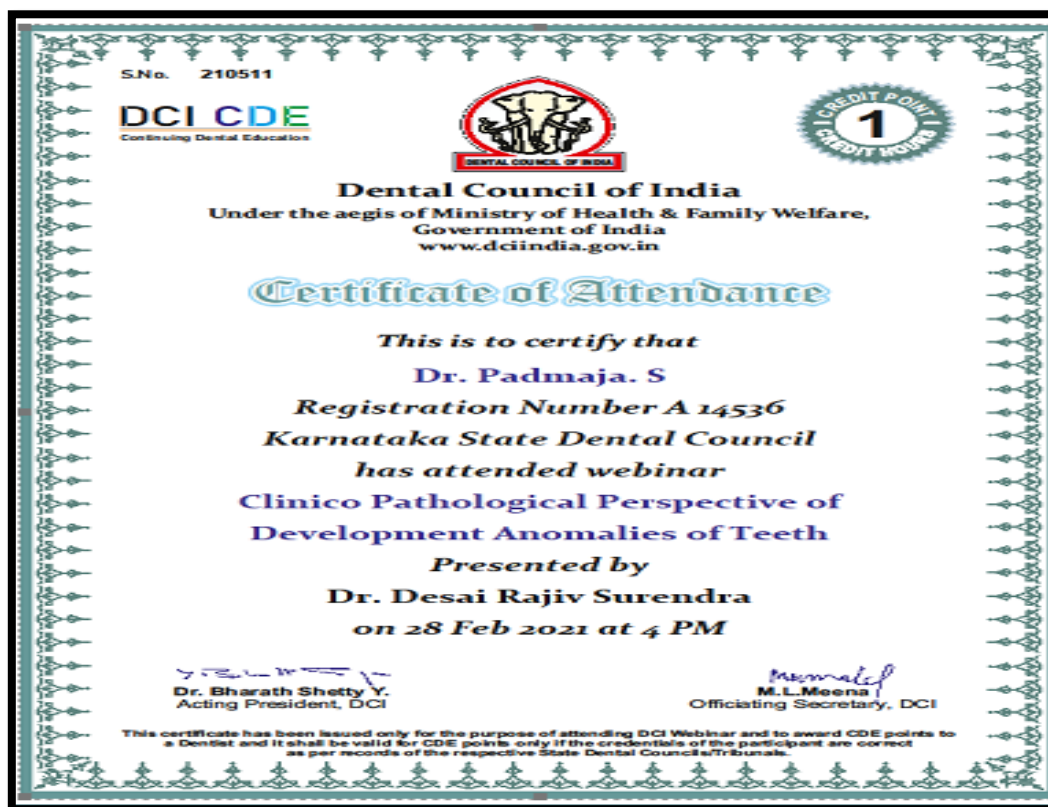 S.No. 210511
DCI CDE
Continuing Dental Education
DENTAL COUNCIL OF INDIA
CREDIT POINT
1
CREDIT HOURS
Dental Council of India
Under the aegis of Ministry of Health & Family Welfare,
Government of India
www.dciindia.gov.in
Certificate of Attendance
This is to certify that
Dr. Padmaja. S
Registration Number A 14536
Karnataka State Dental Council
has attended webinar
Clinico Pathological Perspective of
Development Anomalies of Teeth
Presented by
Dr. Desai Rajiv Surendra
on 28 Feb 2021 at 4 PM
Dr. Bharath Shetty Y.
Acting President, DCI
M.L.Meena
Officiating Secretary, DCI
This certificate has been issued only for the purpose of attending DCI Webinar and to award CDE points to
a Dentist and it shall be valid for CDE points only if the credentials of the participant are correct
as per records of the respective State Dental Councils/Tribunals.